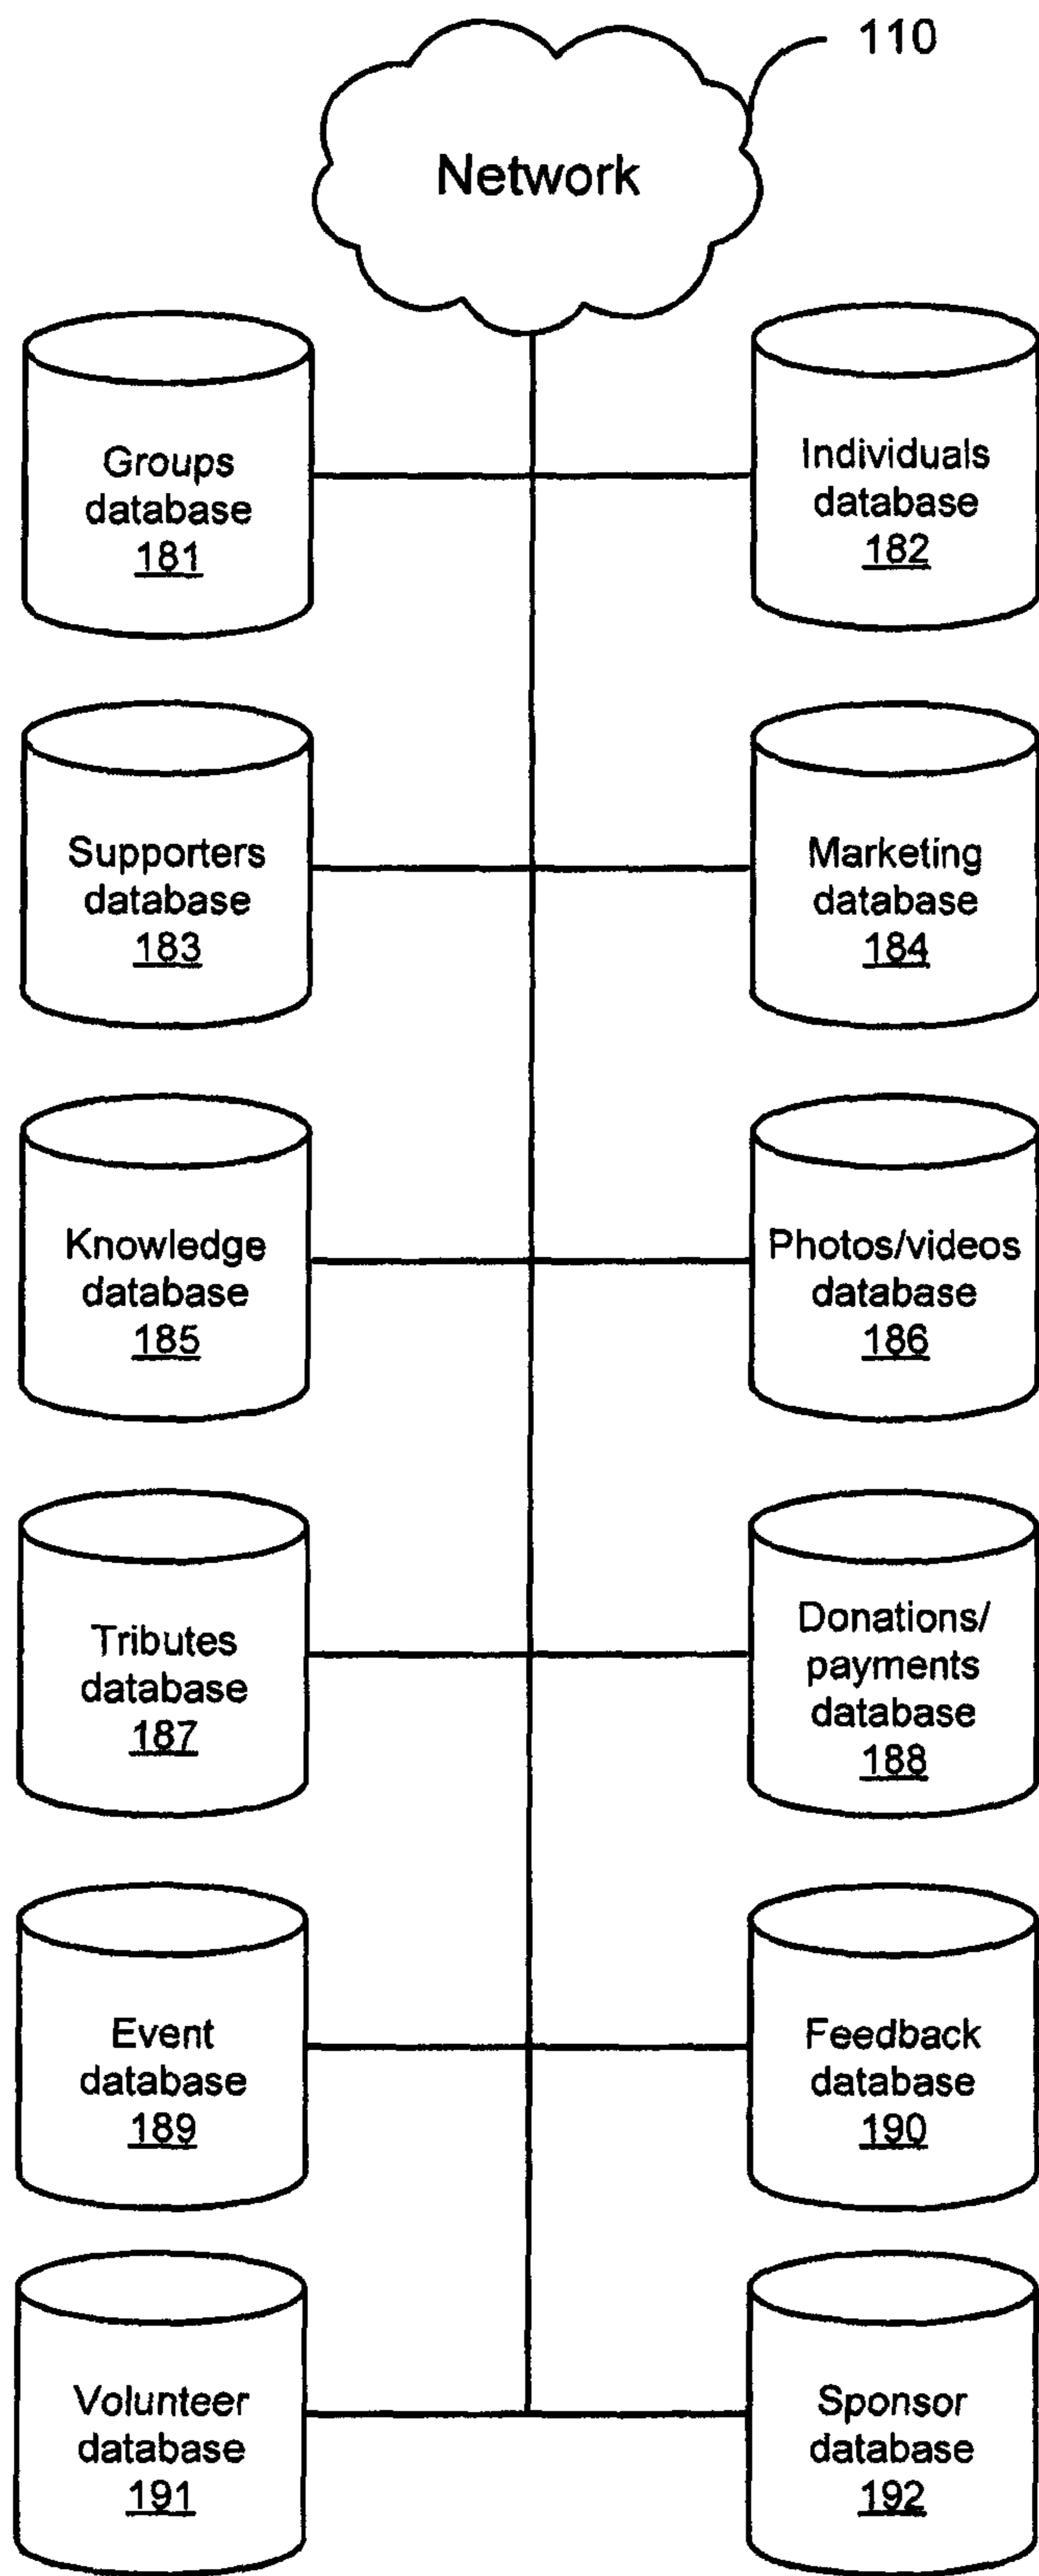 110
Network
Groups
database
181
Individuals
database
182
Supporters
database
183
Marketing
database
184
Knowledge
database
185
Photos/videos
database
186
Tributes
database
187
Donations/
payments
database
188
Event
database
189
Feedback
database
190
Volunteer
database
191
Sponsor
database
192